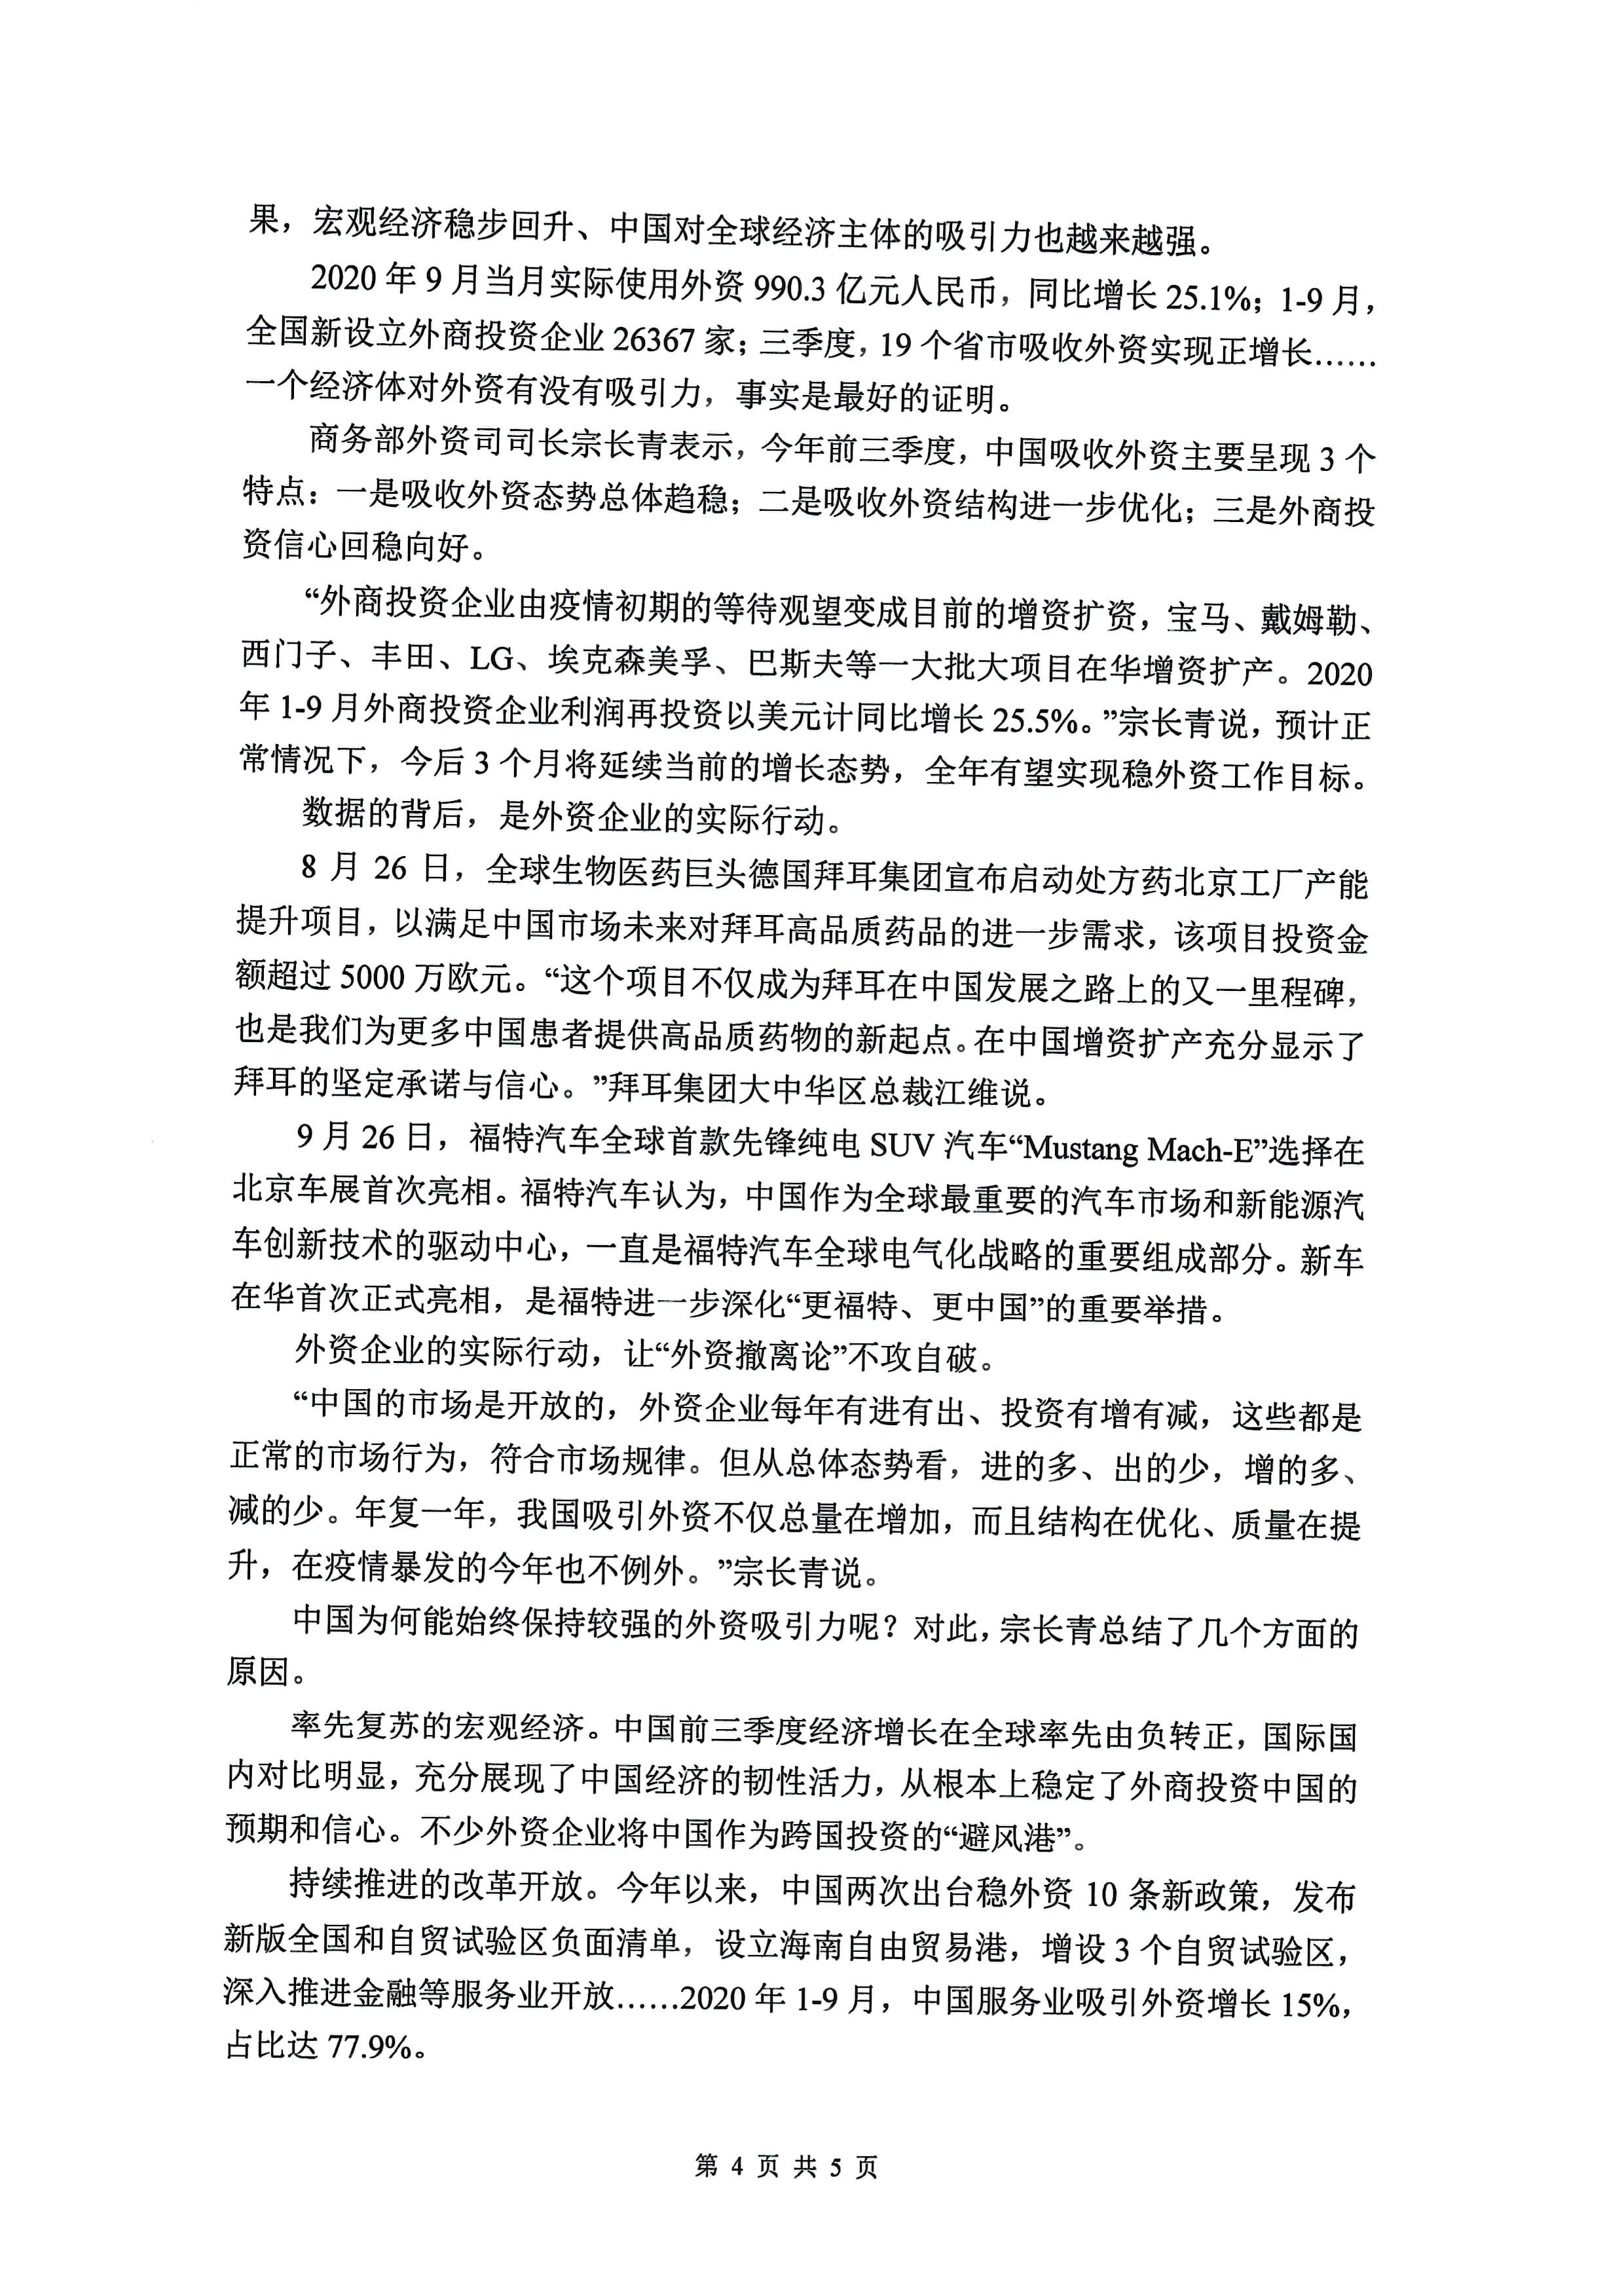 果，宏观经济稳步回升、中国对全球经济主体的吸引力也越来越强。
2020 年 9 月当月实际使用外资 990.3 亿元人民币，同比增长 25.1%；1-9 月，
全国新设立外商投资企业 26367 家；三季度，19 个省市吸收外资实现正增长……
一个经济体对外资有没有吸引力，事实是最好的证明。
商务部外资司司长宗长青表示，今年前三季度，中国吸收外资主要呈现 3 个
特点：一是吸收外资态势总体趋稳；二是吸收外资结构进一步优化；三是外商投
资信心回稳向好。
“外商投资企业由疫情初期的等待观望变成目前的增资扩资，宝马、戴姆勒、
西门子、丰田、LG、埃克森美孚、巴斯夫等一大批大项目在华增资扩产。2020
年 1-9 月外商投资企业利润再投资以美元计同比增长 25.5%。”宗长青说，预计正
常情况下，今后 3 个月将延续当前的增长态势，全年有望实现稳外资工作目标。
数据的背后，是外资企业的实际行动。
8 月 26 日，全球生物医药巨头德国拜耳集团宣布启动处方药北京工厂产能
提升项目，以满足中国市场未来对拜耳高品质药品的进一步需求，该项目投资金
额超过 5000 万欧元。“这个项目不仅成为拜耳在中国发展之路上的又一里程碑，
也是我们为更多中国患者提供高品质药物的新起点。在中国增资扩产充分显示了
拜耳的坚定承诺与信心。”拜耳集团大中华区总裁江维说。
9 月 26 日，福特汽车全球首款先锋纯电 SUV 汽车“Mustang Mach-E”选择在
北京车展首次亮相。福特汽车认为，中国作为全球最重要的汽车市场和新能源汽
车创新技术的驱动中心，一直是福特汽车全球电气化战略的重要组成部分。新车
在华首次正式亮相，是福特进一步深化“更福特、更中国”的重要举措。
外资企业的实际行动，让“外资撤离论”不攻自破。
“中国的市场是开放的，外资企业每年有进有出、投资有增有减，这些都是
正常的市场行为，符合市场规律。但从总体态势看，进的多、出的少，增的多、
减的少。年复一年，我国吸引外资不仅总量在增加，而且结构在优化、质量在提
升，在疫情暴发的今年也不例外。”宗长青说。
中国为何能始终保持较强的外资吸引力呢？对此，宗长青总结了几个方面的
原因。
率先复苏的宏观经济。中国前三季度经济增长在全球率先由负转正，国际国
内对比明显，充分展现了中国经济的韧性活力，从根本上稳定了外商投资中国的
预期和信心。不少外资企业将中国作为跨国投资的“避风港”。
持续推进的改革开放。今年以来，中国两次出台稳外资 10 条新政策，发布
新版全国和自贸试验区负面清单，设立海南自由贸易港，增设 3 个自贸试验区，
深入推进金融等服务业开放……2020 年 1-9 月，中国服务业吸引外资增长 15%，
占比达 77.9%。
第 4 页 共 5 页